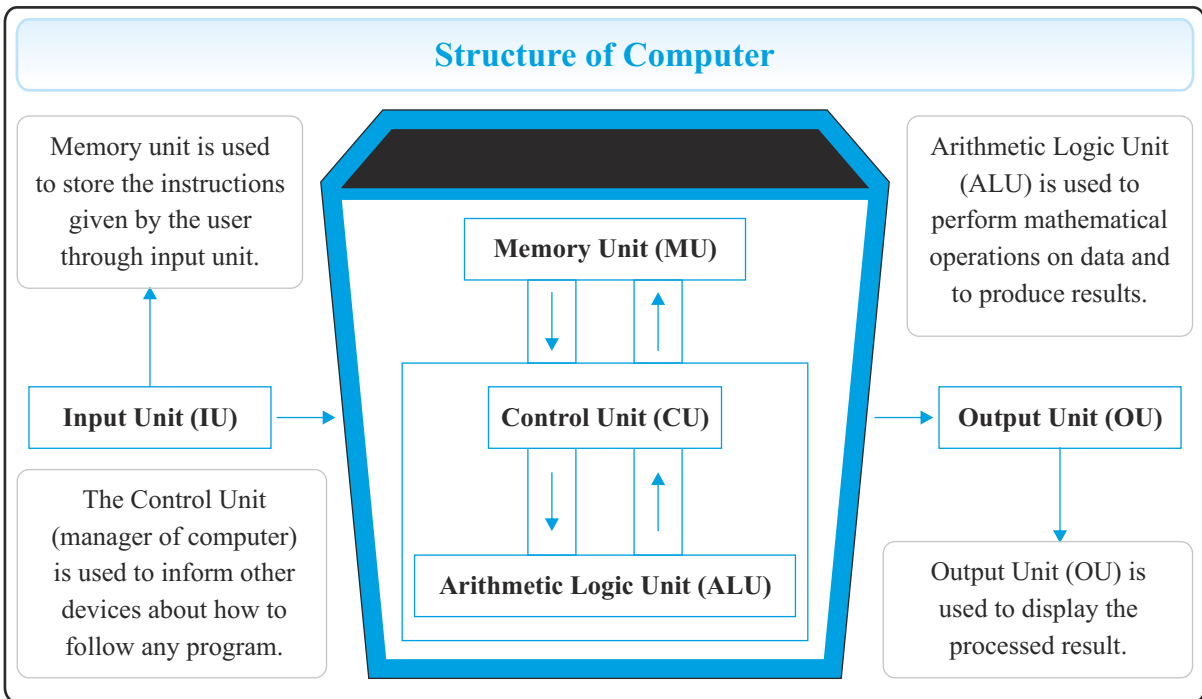 Structure of Computer
Memory unit is used
to store the instructions
given by the user
through input unit.
Arithmetic Logic Unit
(ALU) is used to
perform mathematical
operations on data and
to produce results.
Memory Unit (MU)
Input Unit (IU)
Control Unit (CU)
Output Unit (OU)
Arithmetic Logic Unit (ALU)
The Control Unit
(manager of computer)
is used to inform other
devices about how to
follow any program.
Output Unit (OU) is
used to display the
processed result.